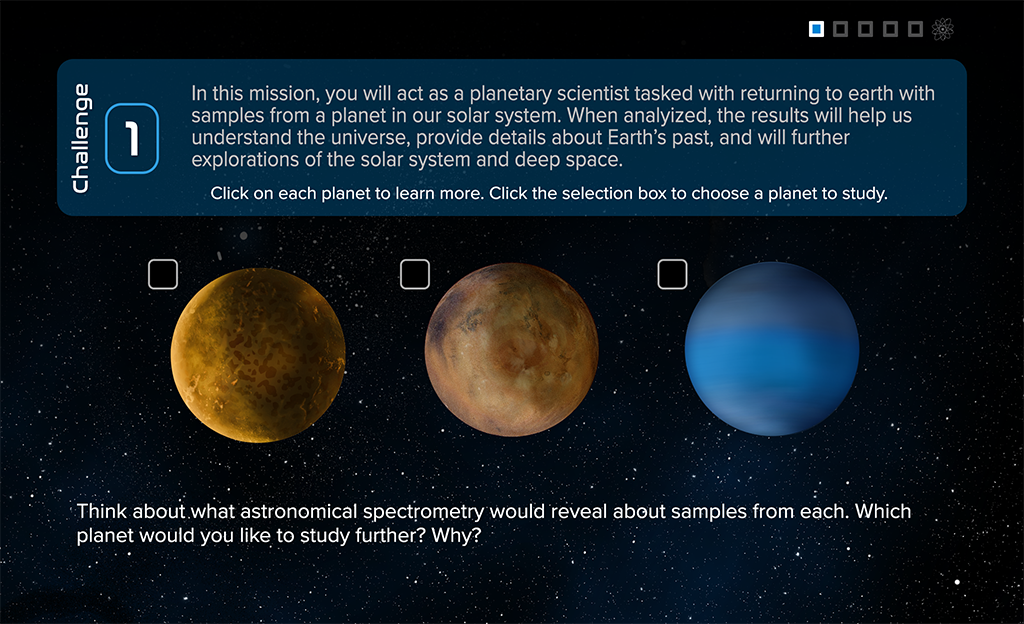 Challenge
1
In this mission, you will act as a planetary scientist tasked with returning to earth with
samples from a planet in our solar system. When analyized, the results will help us
understand the universe, provide details about Earth's past, and will further
explorations of the solar system and deep space.
Click on each planet to learn more. Click the selection box to choose a planet to study.
Think about what astronomical spectrometry would reveal about samples from each. Which
planet would you like to study further? Why?